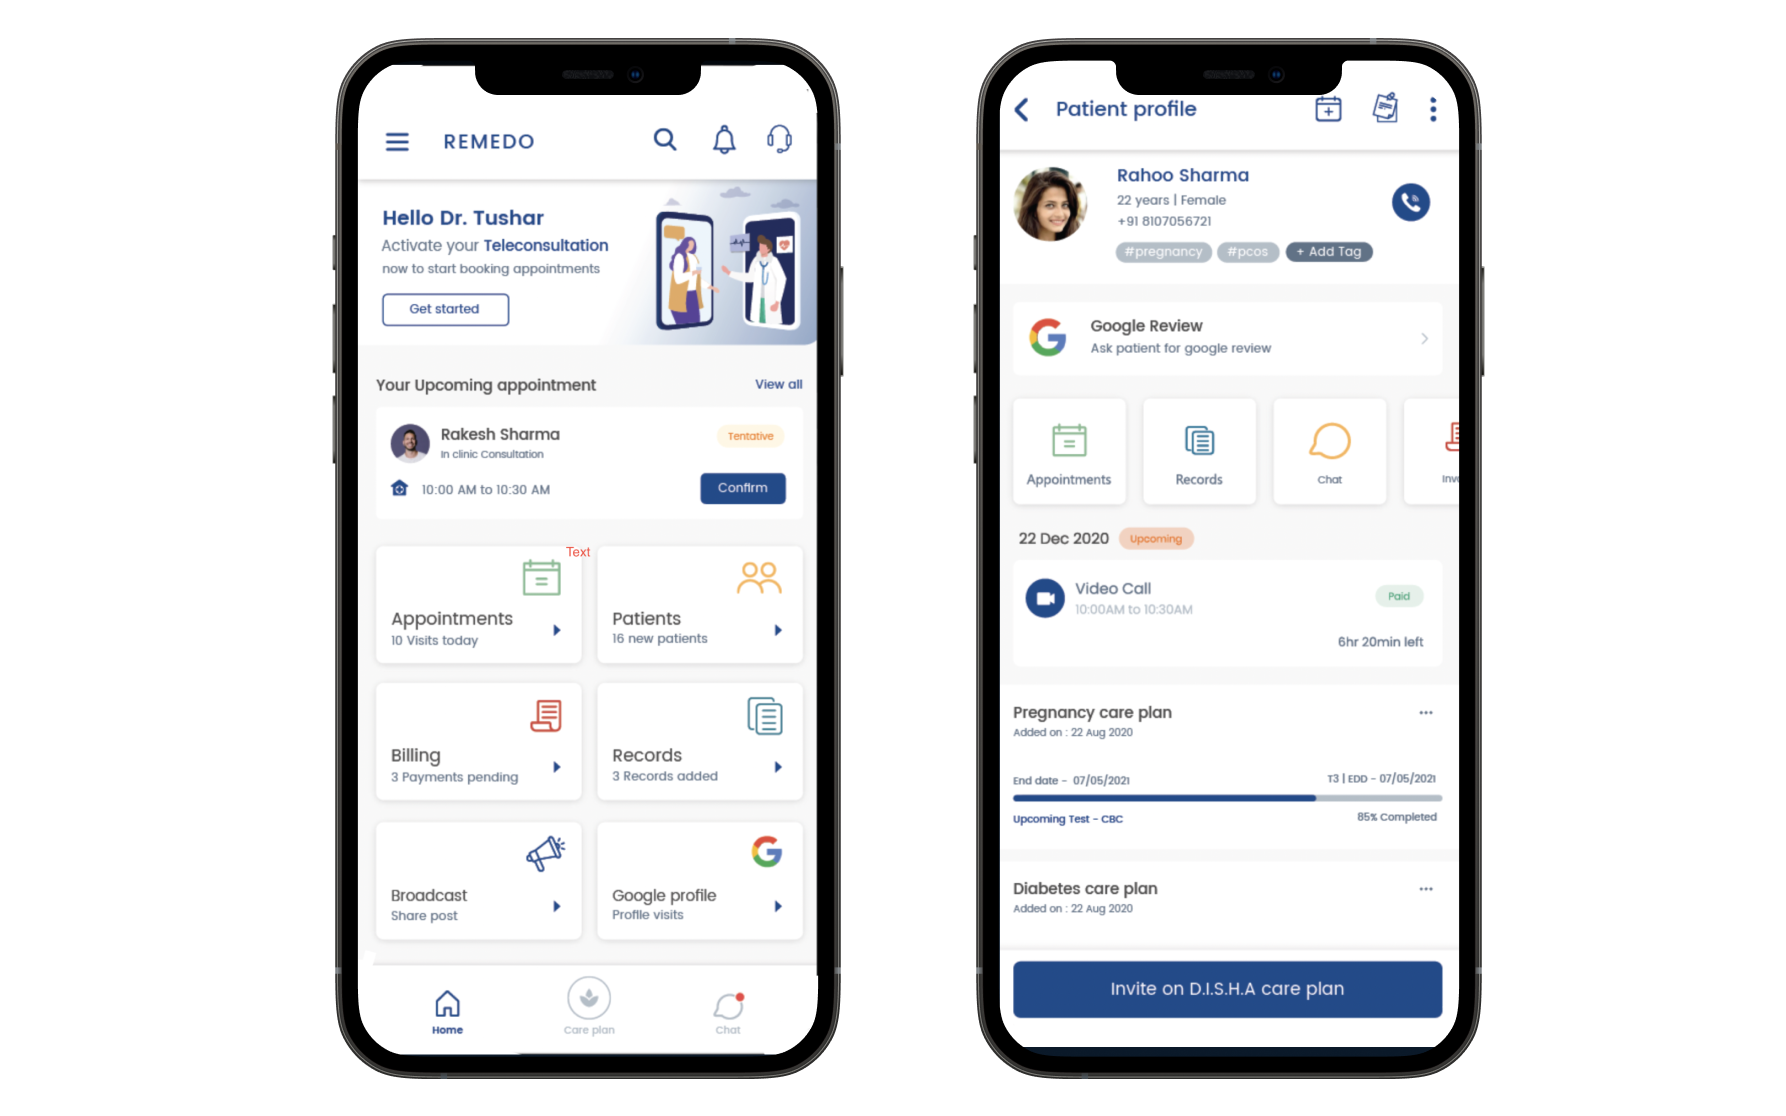 REMEDO
Hello Dr. Tushar
Activate your Teleconsultation
now to start booking appointments
Get started
Your Upcoming appointment
View all
Rakesh Sharma
Tentative
In clinic Consultation
10:00 AM to 10:30 AM
Confirm
Text
Appointments
10 Visits today
Patients
16 new patients
Billing
3 Payments pending
Records
3 Records added
Broadcast
Share post
Google profile
Profile visits
Home
Care plan
Chat
Patient profile
Rahoo Sharma
22 years | Female
+91 8107056721
#pregnancy #pcos + Add Tag
Google Review
Ask patient for google review
Appointments
Records
Chat
Inv
22 Dec 2020 Upcoming
Video Call
10:00AM to 10:30AM
Paid
6hr 20min left
Pregnancy care plan
Added on : 22 Aug 2020
End date - 07/05/2021
T3 | EDD - 07/05/2021
Upcoming Test - CBC
85% Completed
Diabetes care plan
Added on : 22 Aug 2020
Invite on D.I.S.H.A care plan